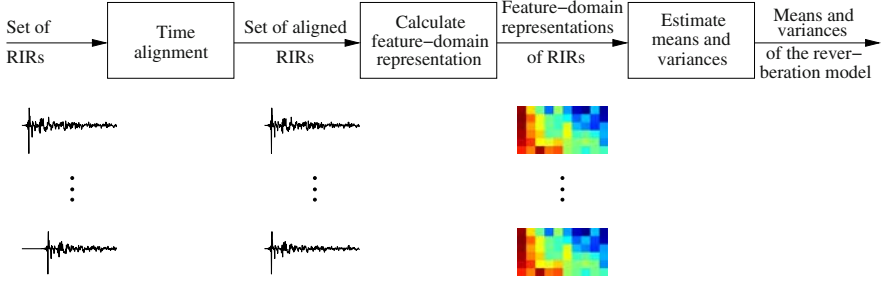 Set of
RIRs
Time
alignment
Set of aligned
RIRs
Calculate
feature−domain
representation
Feature−domain
representations
of RIRs
Estimate
means and
variances
Means and
variances
of the rever−
beration model